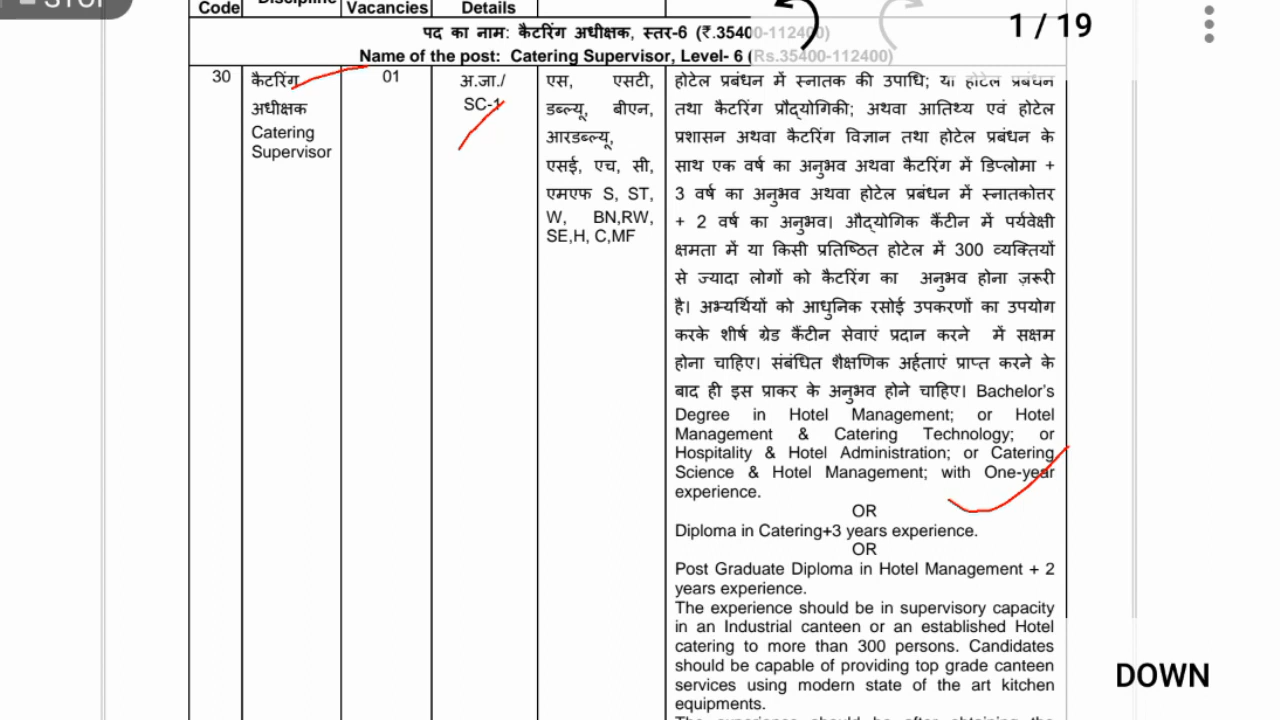 STOP
Code
Discipline
Vacancies
Details
1 / 19
पद का नाम: कैटरिंग अधीक्षक, स्तर-6 (₹.35400-112400)
Name of the post: Catering Supervisor, Level- 6 (Rs.35400-112400)
30
कैटरिंग
अधीक्षक
Catering
Supervisor
01
अ.जा./
SC-1
एस, एसटी,
डब्ल्यू, बीएन,
आरडब्ल्यू,
एसई, एच, सी,
एमएफ S, ST,
W, BN,RW,
SE,H, C,MF
होटेल प्रबंधन में स्नातक की उपाधि; या होटेल प्रबंधन
तथा कैटरिंग प्रौद्योगिकी; अथवा आतिथ्य एवं होटेल
प्रशासन अथवा कैटरिंग विज्ञान तथा होटेल प्रबंधन के
साथ एक वर्ष का अनुभव अथवा कैटरिंग में डिप्लोमा +
3 वर्ष का अनुभव अथवा होटेल प्रबंधन में स्नातकोत्तर
+ 2 वर्ष का अनुभव। औद्योगिक कैंटीन में पर्यवेक्षी
क्षमता में या किसी प्रतिष्ठित होटेल में 300 व्यक्तियों
से ज्यादा लोगों को कैटरिंग का अनुभव होना ज़रूरी
है। अभ्यर्थियों को आधुनिक रसोई उपकरणों का उपयोग
करके शीर्ष ग्रेड कैंटीन सेवाएं प्रदान करने में सक्षम
होना चाहिए। संबंधित शैक्षणिक अर्हताएं प्राप्त करने के
बाद ही इस प्राकर के अनुभव होने चाहिए। Bachelor's
Degree in Hotel Management; or Hotel
Management & Catering Technology; or
Hospitality & Hotel Administration; or Catering
Science & Hotel Management; with One-year
experience.
OR
Diploma in Catering+3 years experience.
OR
Post Graduate Diploma in Hotel Management + 2
years experience.
The experience should be in supervisory capacity
in an Industrial canteen or an established Hotel
catering to more than 300 persons. Candidates
should be capable of providing top grade canteen
services using modern state of the art kitchen
equipments.
The experience should be after obtaining the
DOWN